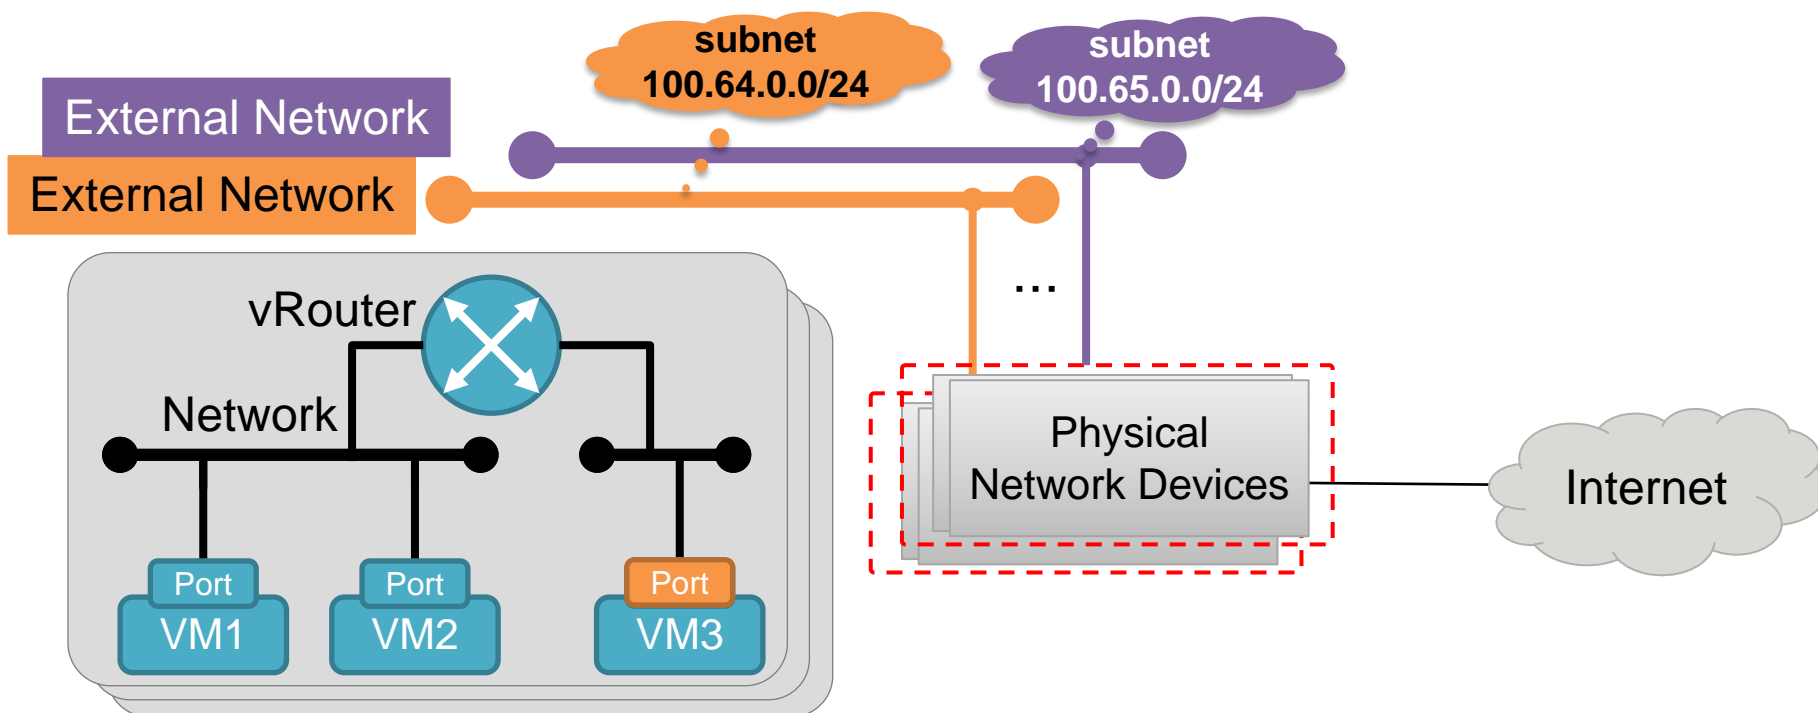 subnet
100.64.0.0/24
subnet
100.65.0.0/24
External Network
External Network
...
vRouter
Network
Physical
Network Devices
Internet
Port
Port
Port
VM1
VM2
VM3